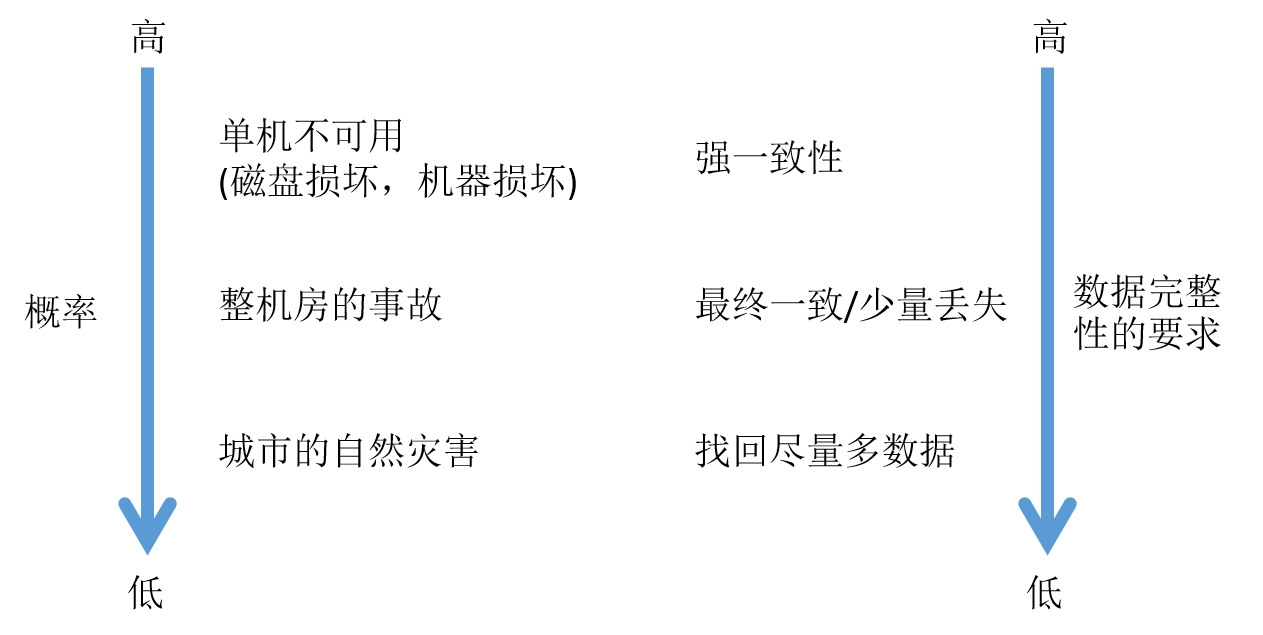 高
高
单机不可用
(磁盘损坏，机器损坏)
强一致性
概率
整机房的事故
最终一致/少量丢失
数据完整
性的要求
城市的自然灾害
找回尽量多数据
低
低